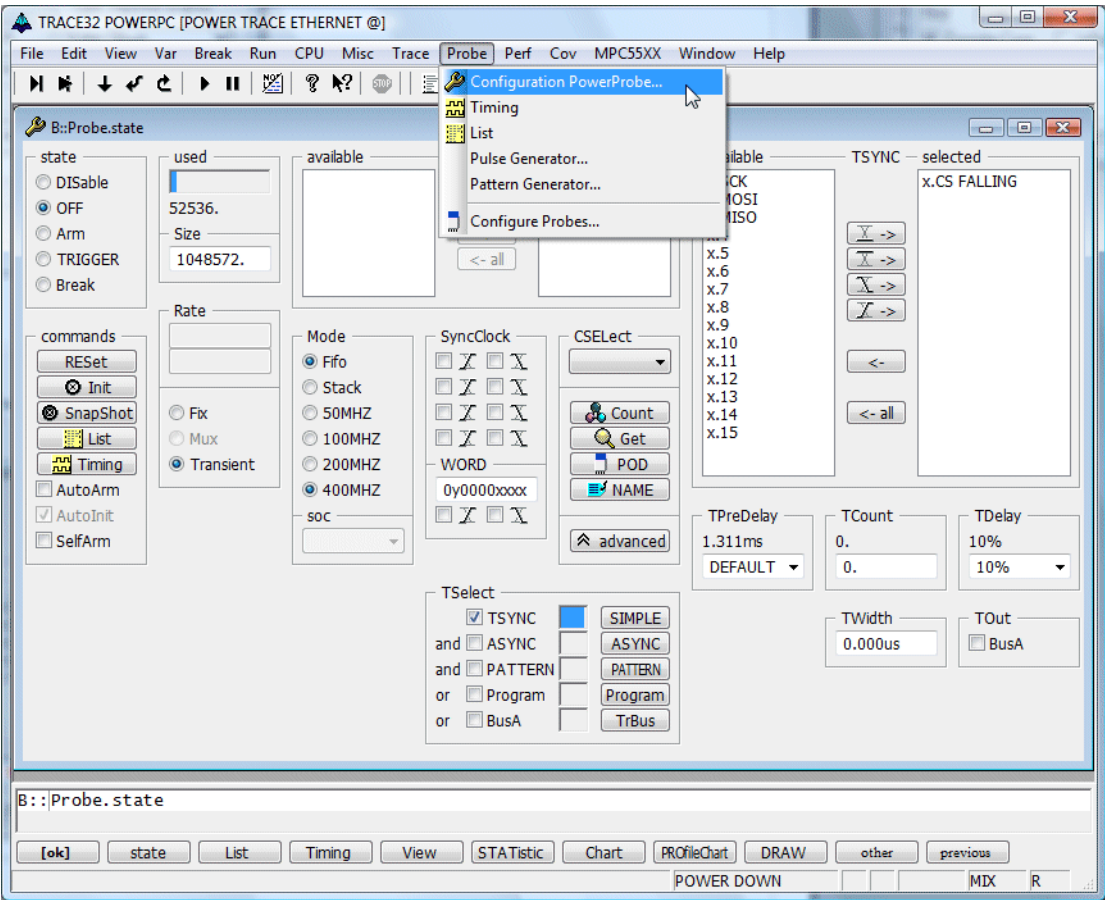 TRACE32 POWERPC [POWER TRACE ETHERNET @]
File Edit View Var Break Run CPU Misc Trace Probe Perf Cov MPC55XX Window Help
Configuration PowerProbe...
Timing
List
Pulse Generator...
Pattern Generator...
Configure Probes...
B::Probe.state
state
DISable
OFF
Arm
TRIGGER
Break
used
52536.
Size
1048572.
available
<- all
TSYNC
selected
x.CS FALLING
x.5
x.6
x.7
x.8
x.9
x.10
x.11
x.12
x.13
x.14
x.15
->
->
->
->
<-
<- all
commands
RESet
Init
SnapShot
List
Timing
AutoArm
AutoInit
SelfArm
Rate
Fix
Mux
Transient
Mode
Fifo
Stack
50MHZ
100MHZ
200MHZ
400MHZ
soc
SyncClock
WORD
0y0000xxxx
CSELect
Count
Get
POD
NAME
advanced
TSelect
TSYNC SIMPLE
and ASYNC ASYNC
and PATTERN PATTERN
or Program Program
or BusA TrBus
TPreDelay
1.311ms
DEFAULT
TCount
0.
0.
TDelay
10%
10%
TWidth
0.000us
TOut
BusA
B::Probe.state
[ok] state List Timing View STATistic Chart PROfileChart DRAW other previous
POWER DOWN MIX R